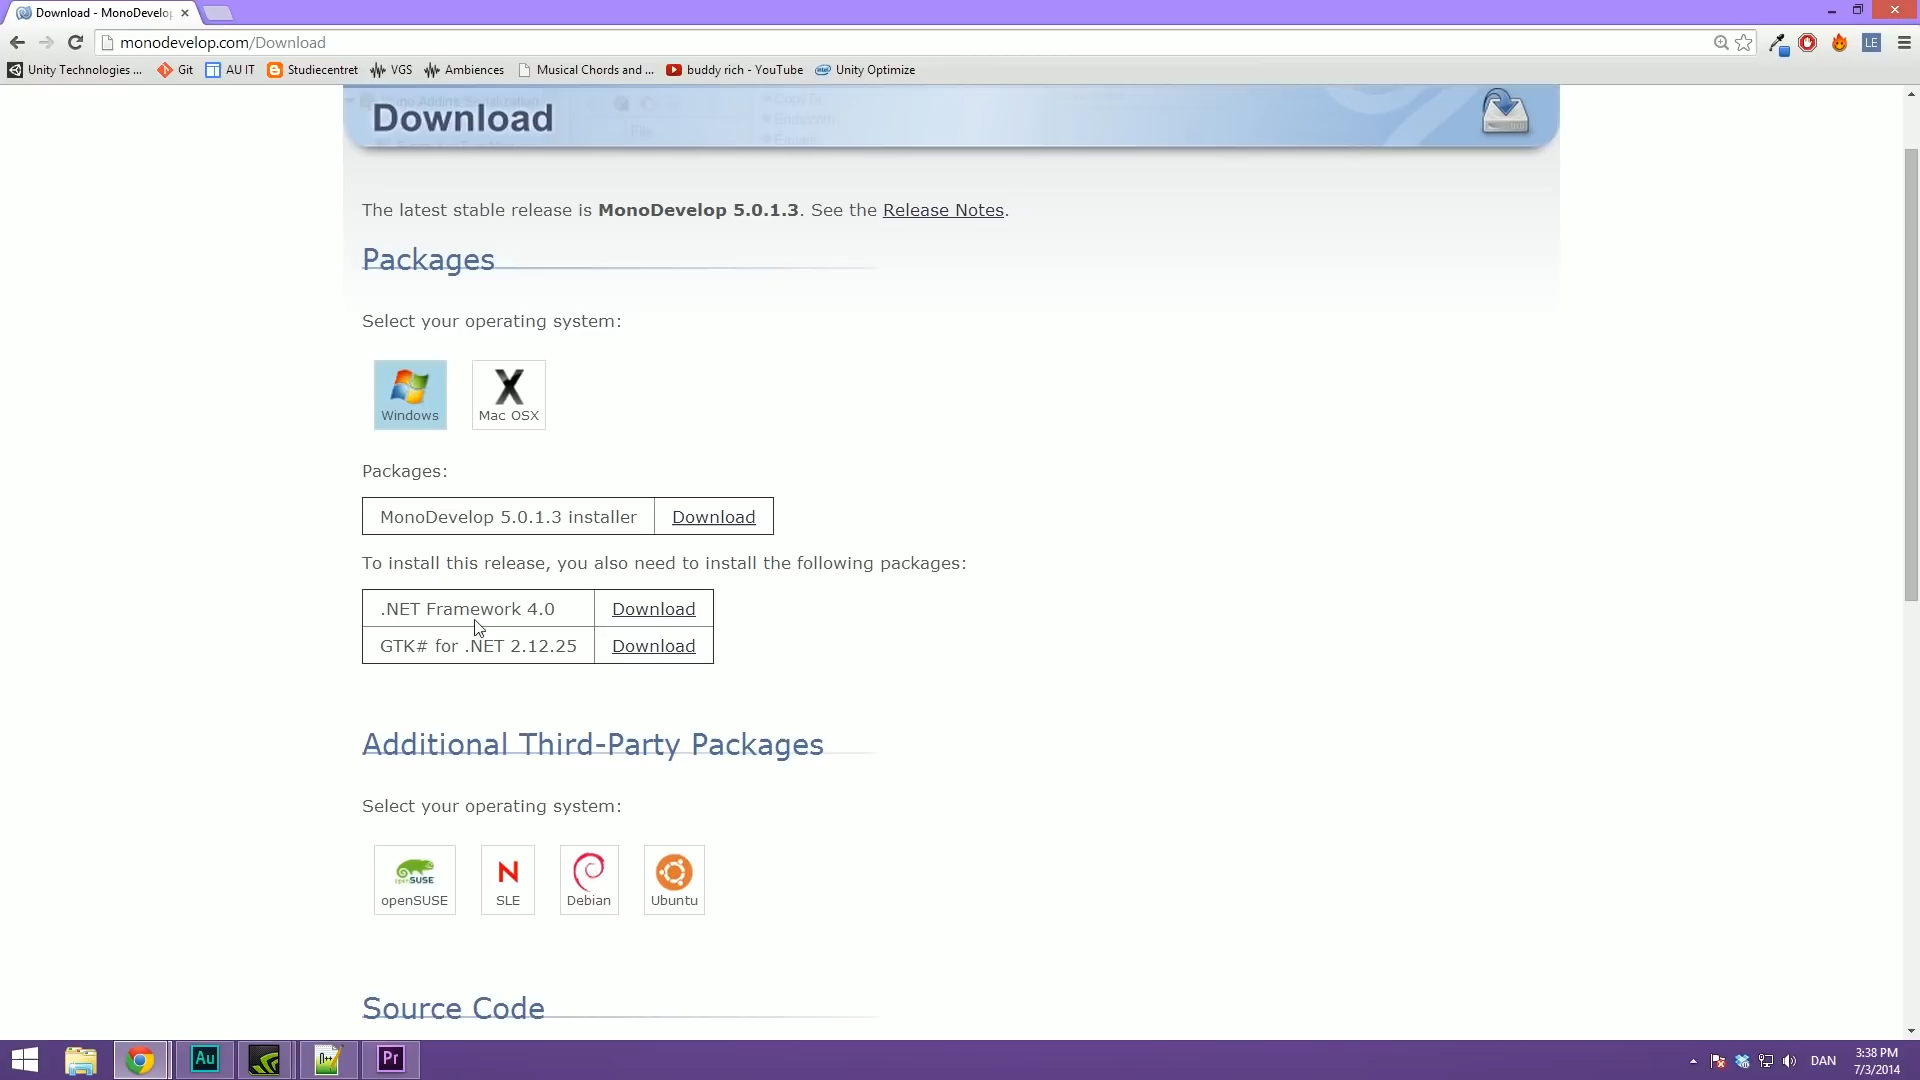 Download - MonoDevelop
monodevelop.com/Download
Unity Technologies ... Git AU IT Studiecentret VGS Ambiences Musical Chords and ... buddy rich - YouTube Unity Optimize
LE
Download
The latest stable release is MonoDevelop 5.0.1.3. See the Release Notes.
Packages
Select your operating system:
Windows Mac OSX
Packages:
MonoDevelop 5.0.1.3 installer Download
To install this release, you also need to install the following packages:
.NET Framework 4.0 Download
GTK# for .NET 2.12.25 Download
Additional Third-Party Packages
Select your operating system:
openSUSE SLE Debian Ubuntu
Source Code
Au Pr
DAN
3:38 PM
7/3/2014